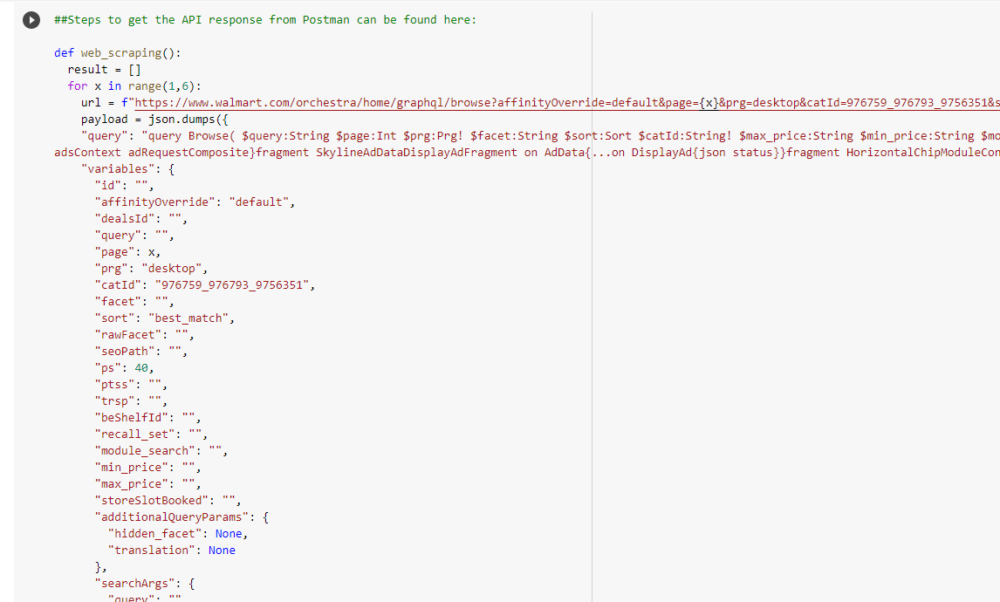 ##Steps to get the API response from Postman can be found here:
def web_scraping():
result = []
for x in range(1,6):
url = f"https://www.walmart.com/orchestra/home/graphql/browse?affinityOverride=default&page={x}&prg=desktop&catId=976759_976793_9756351&s
payload = json.dumps({
"query": "query Browse( $query:String $page:Int $prg:Prg! $facet:String $sort:Sort $catId:String! $max_price:String $min_price:String $mo
adsContext adRequestComposite}fragment SkylineAdDataDisplayAdFragment on AdData{...on DisplayAd{json status}}fragment HorizontalChipModuleCon
"variables": {
"id": "",
"affinityOverride": "default",
"dealsId": "",
"query": "",
"page": x,
"prg": "desktop",
"catId": "976759_976793_9756351",
"facet": "",
"sort": "best_match",
"rawFacet": "",
"seoPath": "",
"ps": 40,
"ptss": "",
"trsp": "",
"beShelfId": "",
"recall_set": "",
"module_search": "",
"min_price": "",
"max_price": "",
"storeSlotBooked": "",
"additionalQueryParams": {
"hidden_facet": None,
"translation": None
},
"searchArgs": {
"query": ""